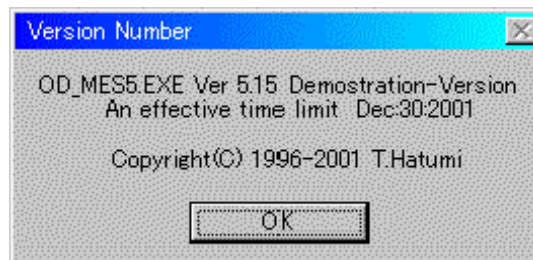 Version Number
OD_MES5.EXE Ver 5.15 Demostration-Version
An effective time limit Dec:30:2001
Copyright(C) 1996-2001 T.Hatumi
OK